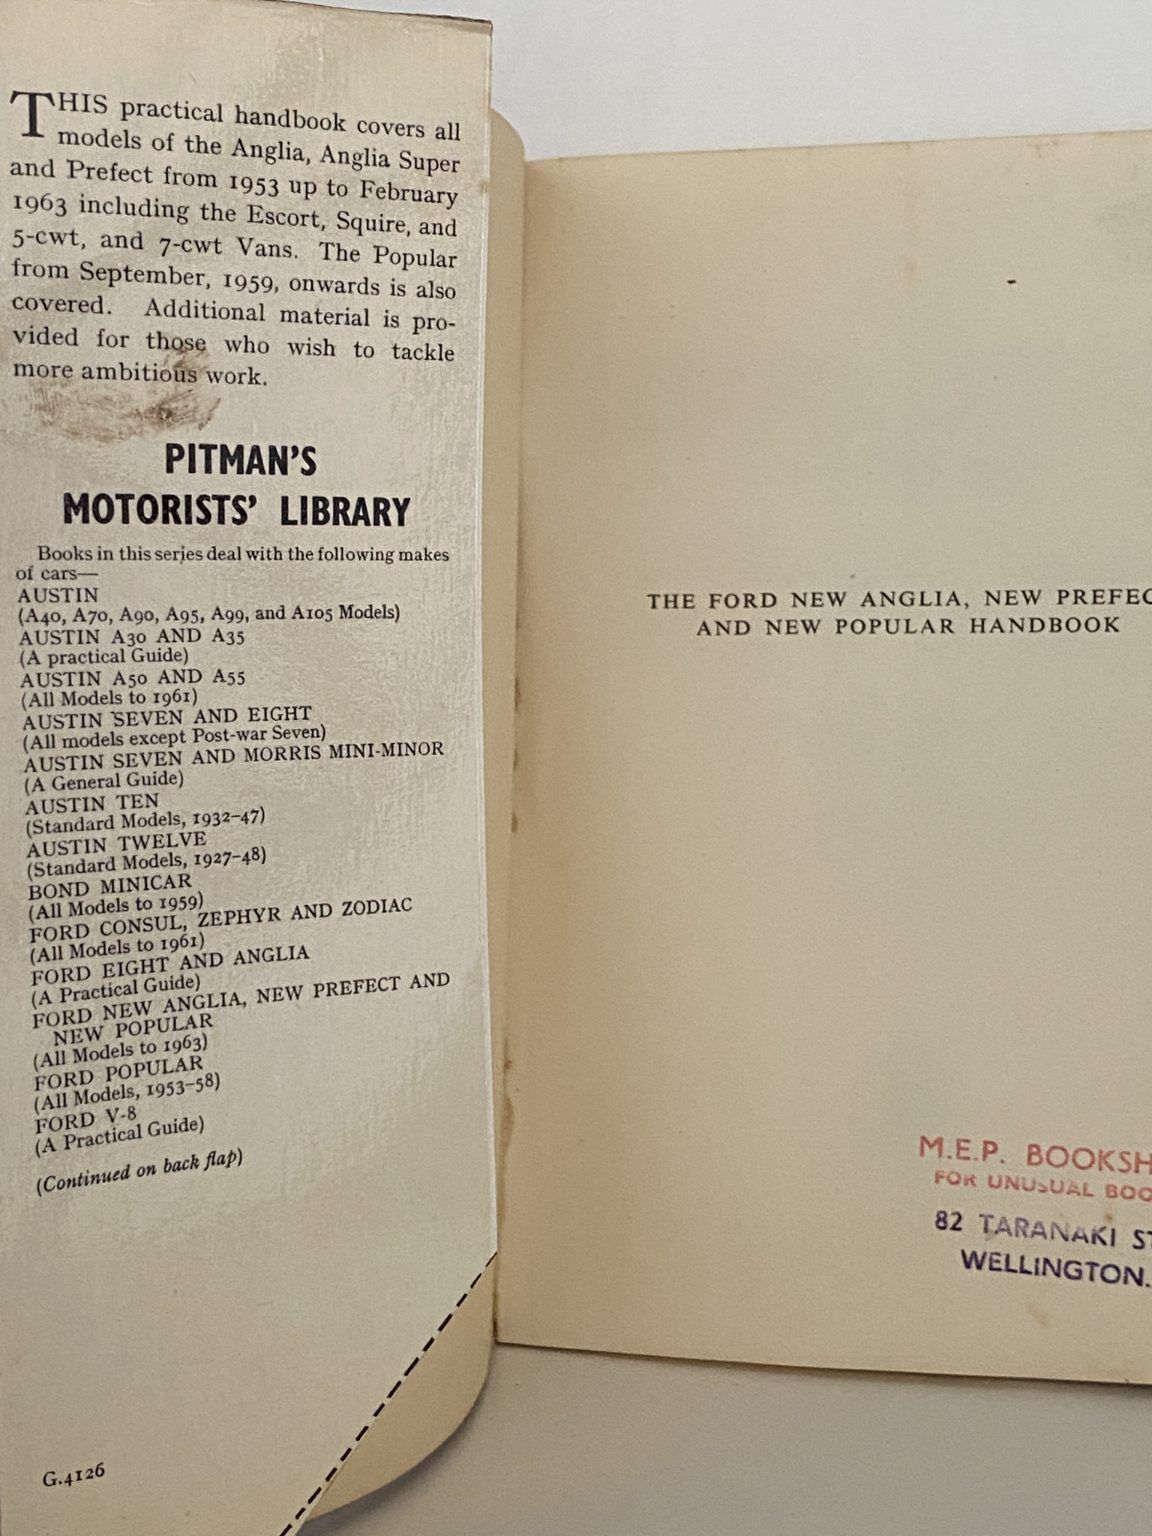 THIS practical handbook covers all
models of the Anglia, Anglia Super
and Prefect from 1953 up to February
1963 including the Escort, Squire, and
5-cwt, and 7-cwt Vans. The Popular
from September, 1959, onwards is also
covered. Additional material is pro-
vided for those who wish to tackle
more ambitious work.
PITMAN'S
MOTORISTS' LIBRARY
Books in this series deal with the following makes
of cars—
AUSTIN
(A40, A70, A90, A95, A99, and A105 Models)
AUSTIN A30 AND A35
(A practical Guide)
AUSTIN A50 AND A55
(All Models to 1961)
AUSTIN SEVEN AND EIGHT
(All models except Post-war Seven)
AUSTIN SEVEN AND MORRIS MINI-MINOR
(A General Guide)
AUSTIN TEN
(Standard Models, 1932–47)
AUSTIN TWELVE
(Standard Models, 1927–48)
BOND MINICAR
(All Models to 1959)
FORD CONSUL, ZEPHYR AND ZODIAC
(All Models to 1961)
FORD EIGHT AND ANGLIA
(A Practical Guide)
FORD NEW ANGLIA, NEW PREFECT AND
NEW POPULAR
(All Models to 1963)
FORD POPULAR
(All Models, 1953–58)
FORD V-8
(A Practical Guide)
(Continued on back flap)
G.4126
THE FORD NEW ANGLIA, NEW PREFEC
AND NEW POPULAR HANDBOOK
M.E.P. BOOKSH
FOR UNUSUAL BOO
82 TARANAKI ST
WELLINGTON.